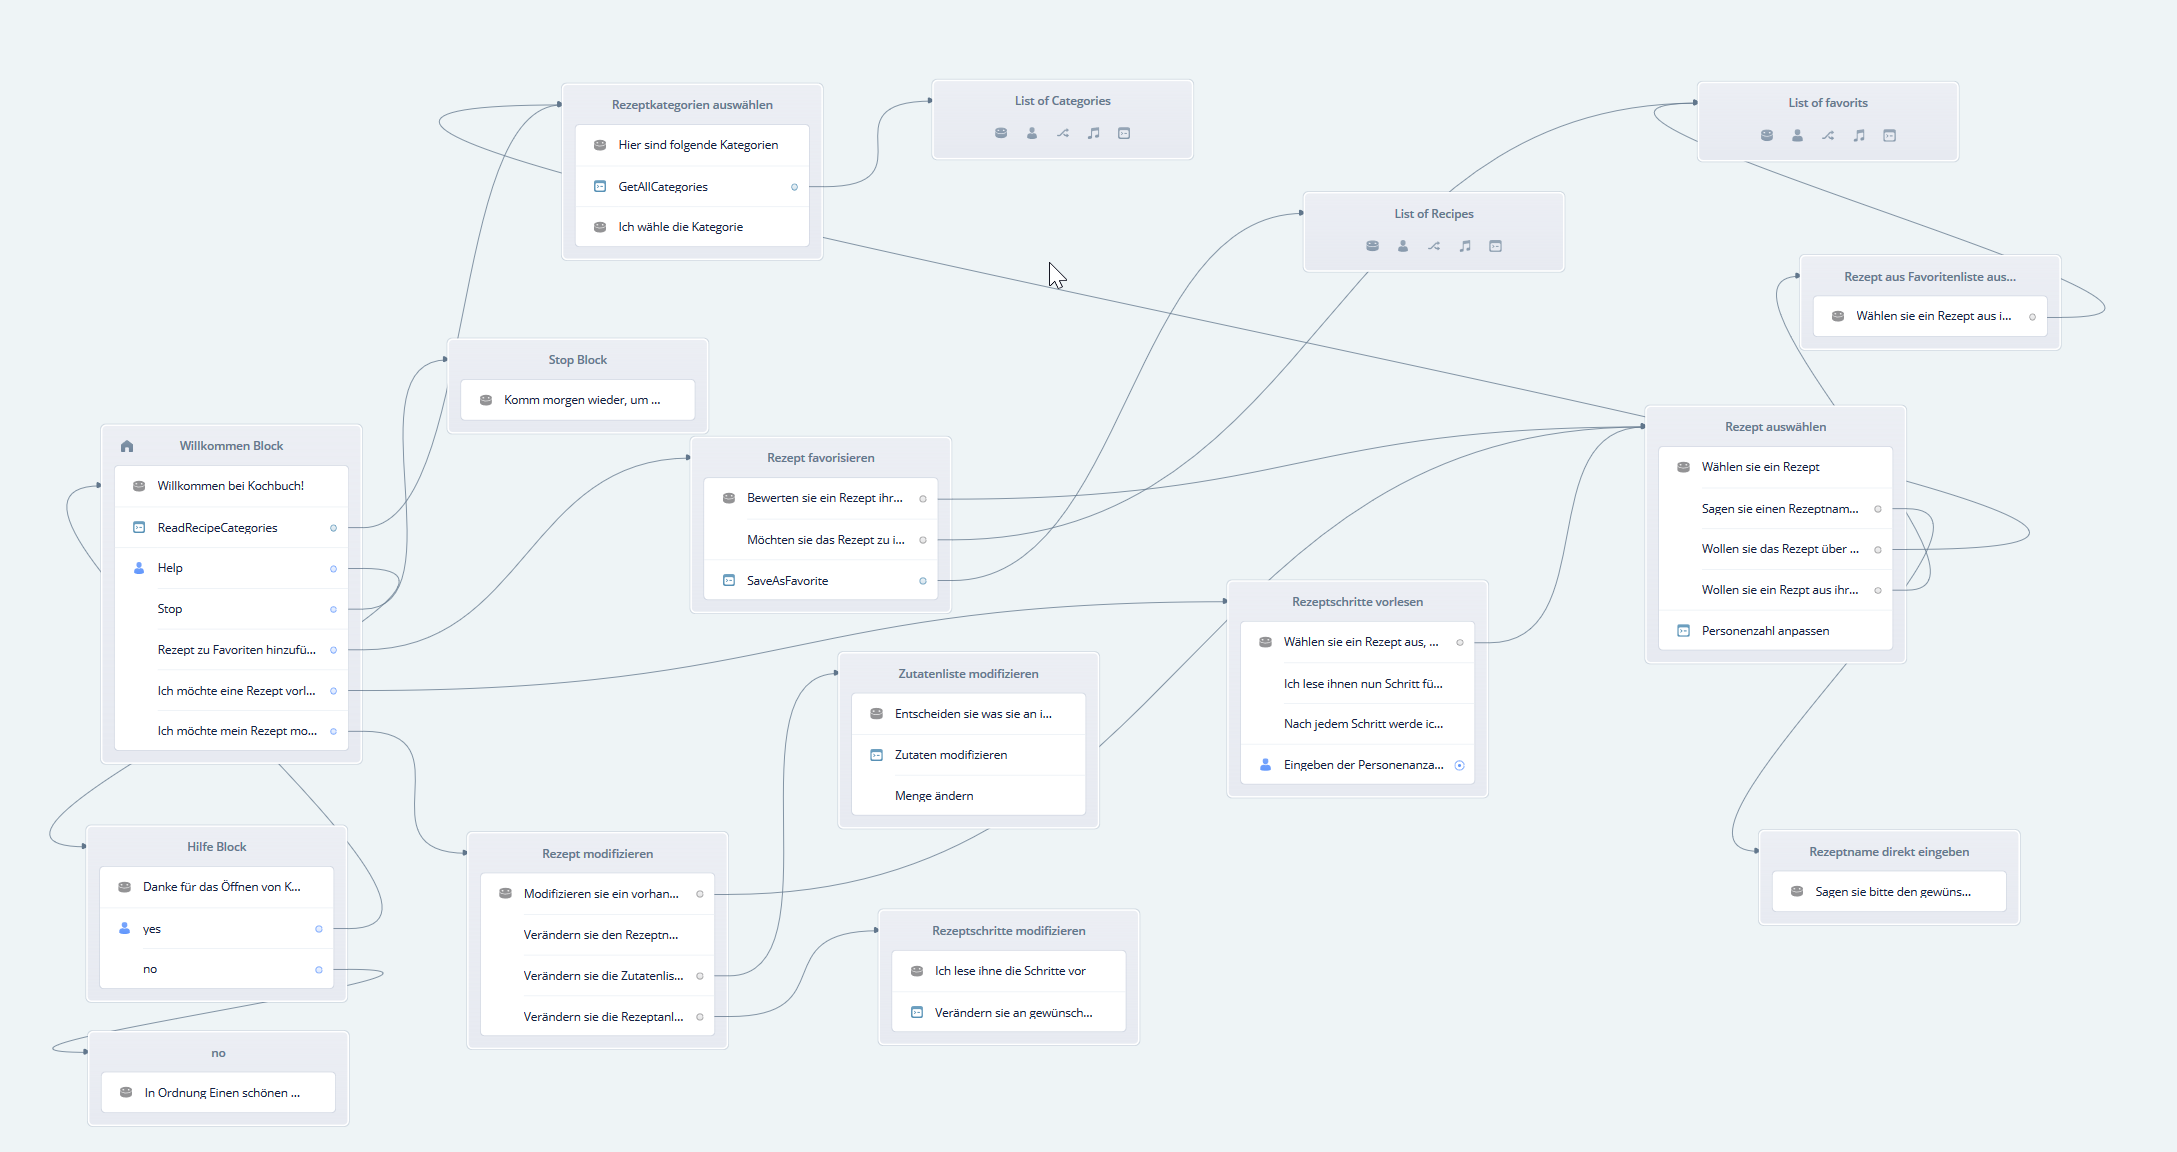 Rezeptkategorien auswählen
Hier sind folgende Kategorien
GetAllCategories
Ich wähle die Kategorie
List of Categories
List of favorits
List of Recipes
Rezept aus Favoritenliste aus...
Wählen sie ein Rezept aus i...
Stop Block
Komm morgen wieder, um ...
Willkommen Block
Willkommen bei Kochbuch!
ReadRecipeCategories
Help
Stop
Rezept zu Favoriten hinzufü...
Ich möchte eine Rezept vorl...
Ich möchte mein Rezept mo...
Rezept favorisieren
Bewerten sie ein Rezept ihr...
Möchten sie das Rezept zu i...
SaveAsFavorite
Rezept auswählen
Wählen sie ein Rezept
Sagen sie einen Rezeptnam...
Wollen sie das Rezept über ...
Wollen sie ein Rezpt aus ihr...
Personenzahl anpassen
Rezeptschritte vorlesen
Wählen sie ein Rezept aus, ...
Ich lese ihnen nun Schritt fü...
Nach jedem Schritt werde ic...
Eingeben der Personenanza...
Zutatenliste modifizieren
Entscheiden sie was sie an i...
Zutaten modifizieren
Menge ändern
Hilfe Block
Danke für das Öffnen von K...
yes
no
Rezept modifizieren
Modifizieren sie ein vorhan...
Verändern sie den Rezeptn...
Verändern sie die Zutatenlis...
Verändern sie die Rezeptanl...
Rezeptschritte modifizieren
Ich lese ihne die Schritte vor
Verändern sie an gewünsch...
Rezeptname direkt eingeben
Sagen sie bitte den gewüns...
no
In Ordnung Einen schönen ...